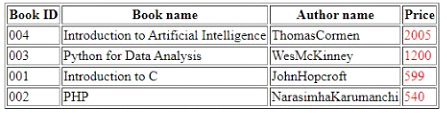 Book ID Book name Author name Price
004 Introduction to Artificial Intelligence ThomasCormen 2005
003 Python for Data Analysis WesMcKinney 1200
001 Introduction to C JohnHopcroft 599
002 PHP NarasimhaKarumanchi 540